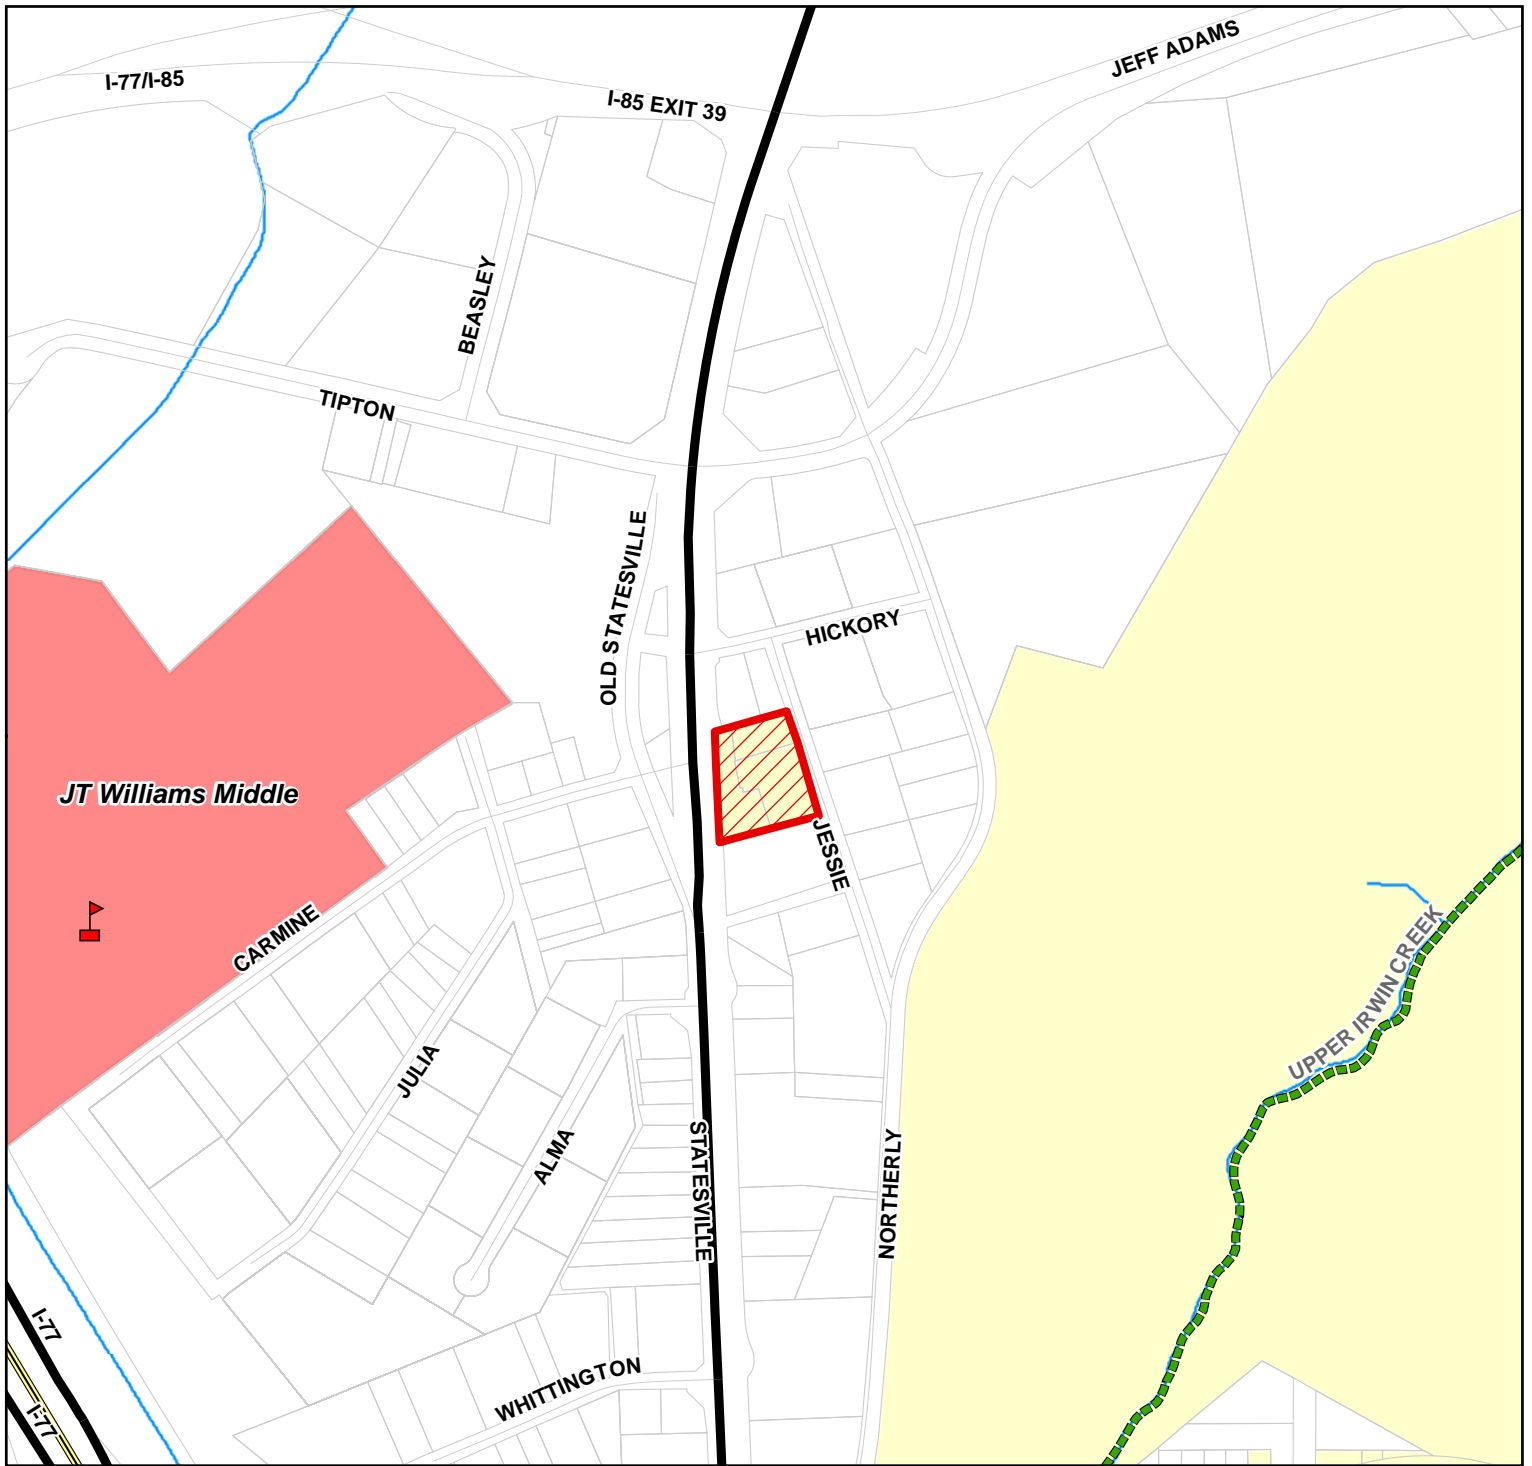 JEFF ADAMS
I-77/I-85
I-85 EXIT 39
BEASLEY
TIPTON
OLD STATESVILLE
HICKORY
JT Williams Middle
JESSIE
CARMINE
UPPER IRWIN CREEK
JULIA
ALMA
STATESVILLE
NORTHERLY
I-77
WHITTINGTON
I-77